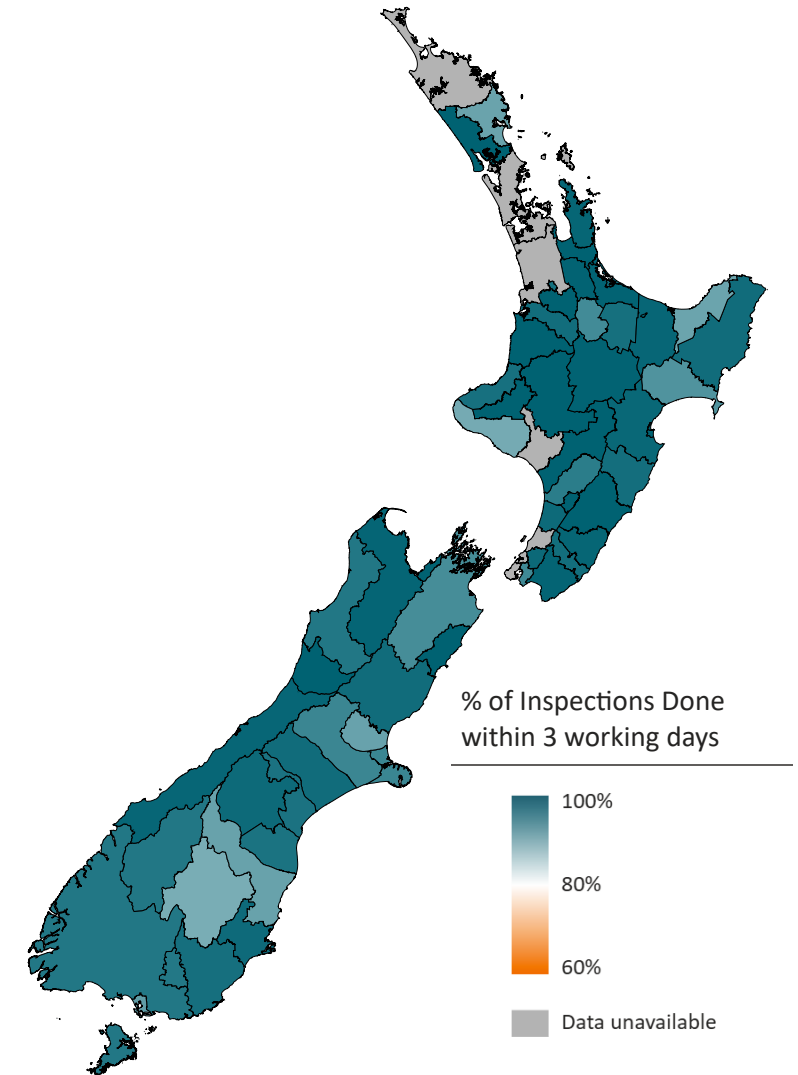 % of Inspections Done
within 3 working days
100%
80%
60%
Data unavailable